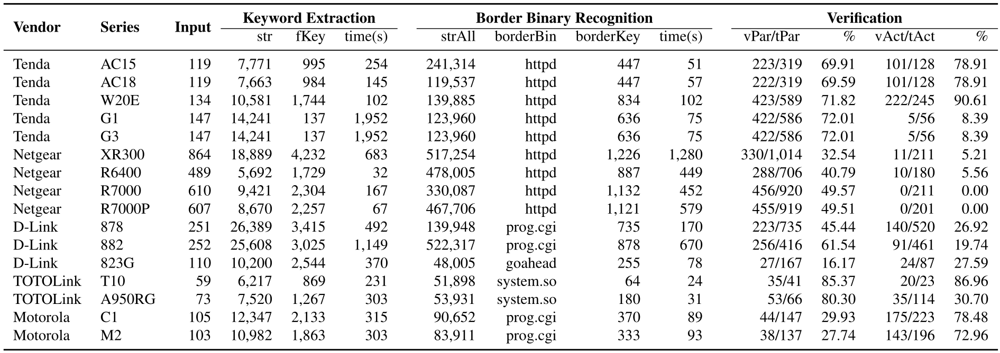 Vendor Series Input Keyword Extraction Border Binary Recognition Verification
str fKey time(s) strAll borderBin borderKey time(s) vPar/tPar % vAct/tAct %
Tenda AC15 119 7,771 995 254 241,314 httpd 447 51 223/319 69.91 101/128 78.91
Tenda AC18 119 7,663 984 145 119,537 httpd 447 57 222/319 69.59 101/128 78.91
Tenda W20E 134 10,581 1,744 102 139,885 httpd 834 102 423/589 71.82 222/245 90.61
Tenda G1 147 14,241 137 1,952 123,960 httpd 636 75 422/586 72.01 5/56 8.39
Tenda G3 147 14,241 137 1,952 123,960 httpd 636 75 422/586 72.01 5/56 8.39
Netgear XR300 864 18,889 4,232 683 517,254 httpd 1,226 1,280 330/1,014 32.54 11/211 5.21
Netgear R6400 489 5,692 1,729 32 478,005 httpd 887 449 288/706 40.79 10/180 5.56
Netgear R7000 610 9,421 2,304 167 330,087 httpd 1,132 452 456/920 49.57 0/211 0.00
Netgear R7000P 607 8,670 2,257 67 467,706 httpd 1,121 579 455/919 49.51 0/201 0.00
D-Link 878 251 26,389 3,415 492 139,948 prog.cgi 735 170 223/735 45.44 140/520 26.92
D-Link 882 252 25,608 3,025 1,149 522,317 prog.cgi 878 670 256/416 61.54 91/461 19.74
D-Link 823G 110 10,200 2,544 370 48,005 goahead 255 78 27/167 16.17 24/87 27.59
TOTOLink T10 59 6,217 869 231 51,898 system.so 64 24 35/41 85.37 20/23 86.96
TOTOLink A950RG 73 7,520 1,267 303 53,931 system.so 180 31 53/66 80.30 35/114 30.70
Motorola C1 105 12,347 2,133 315 90,652 prog.cgi 370 89 44/147 29.93 175/223 78.48
Motorola M2 103 10,982 1,863 303 83,911 prog.cgi 333 93 38/137 27.74 143/196 72.96